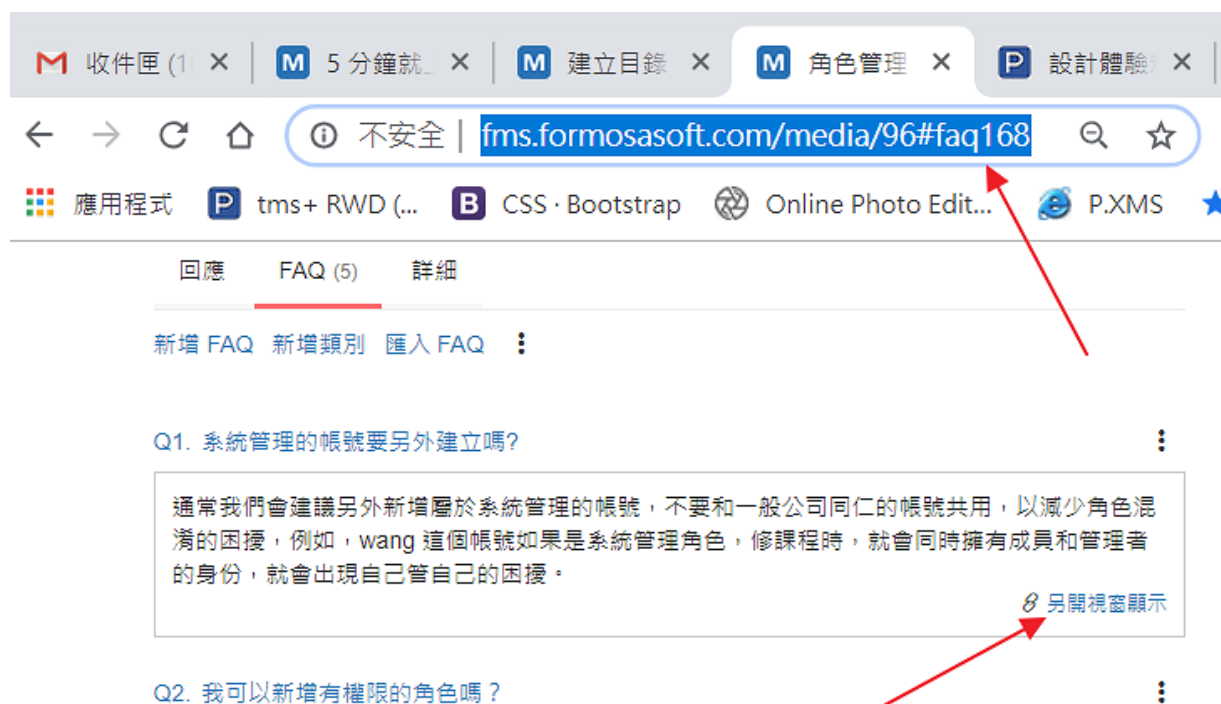 收件匣 (1
5 分鐘就
建立目錄
角色管理
設計體驗
不安全 | fms.formosasoft.com/media/96#faq168
應用程式
tms+ RWD (...
CSS · Bootstrap
Online Photo Edit...
P.XMS
回應 FAQ (5) 詳細
新增 FAQ 新增類別 匯入 FAQ
Q1. 系統管理的帳號要另外建立嗎?
通常我們會建議另外新增屬於系統管理的帳號，不要和一般公司同仁的帳號共用，以減少角色混
淆的困擾，例如，wang 這個帳號如果是系統管理角色，修課程時，就會同時擁有成員和管理者
的身份，就會出現自己管自己的困擾。
另開視窗顯示
Q2. 我可以新增有權限的角色嗎？